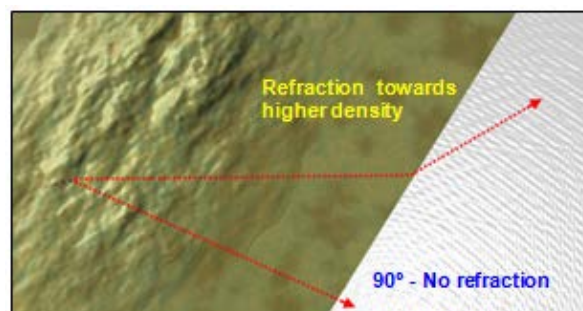 Refraction towards
higher density
90º - No refraction